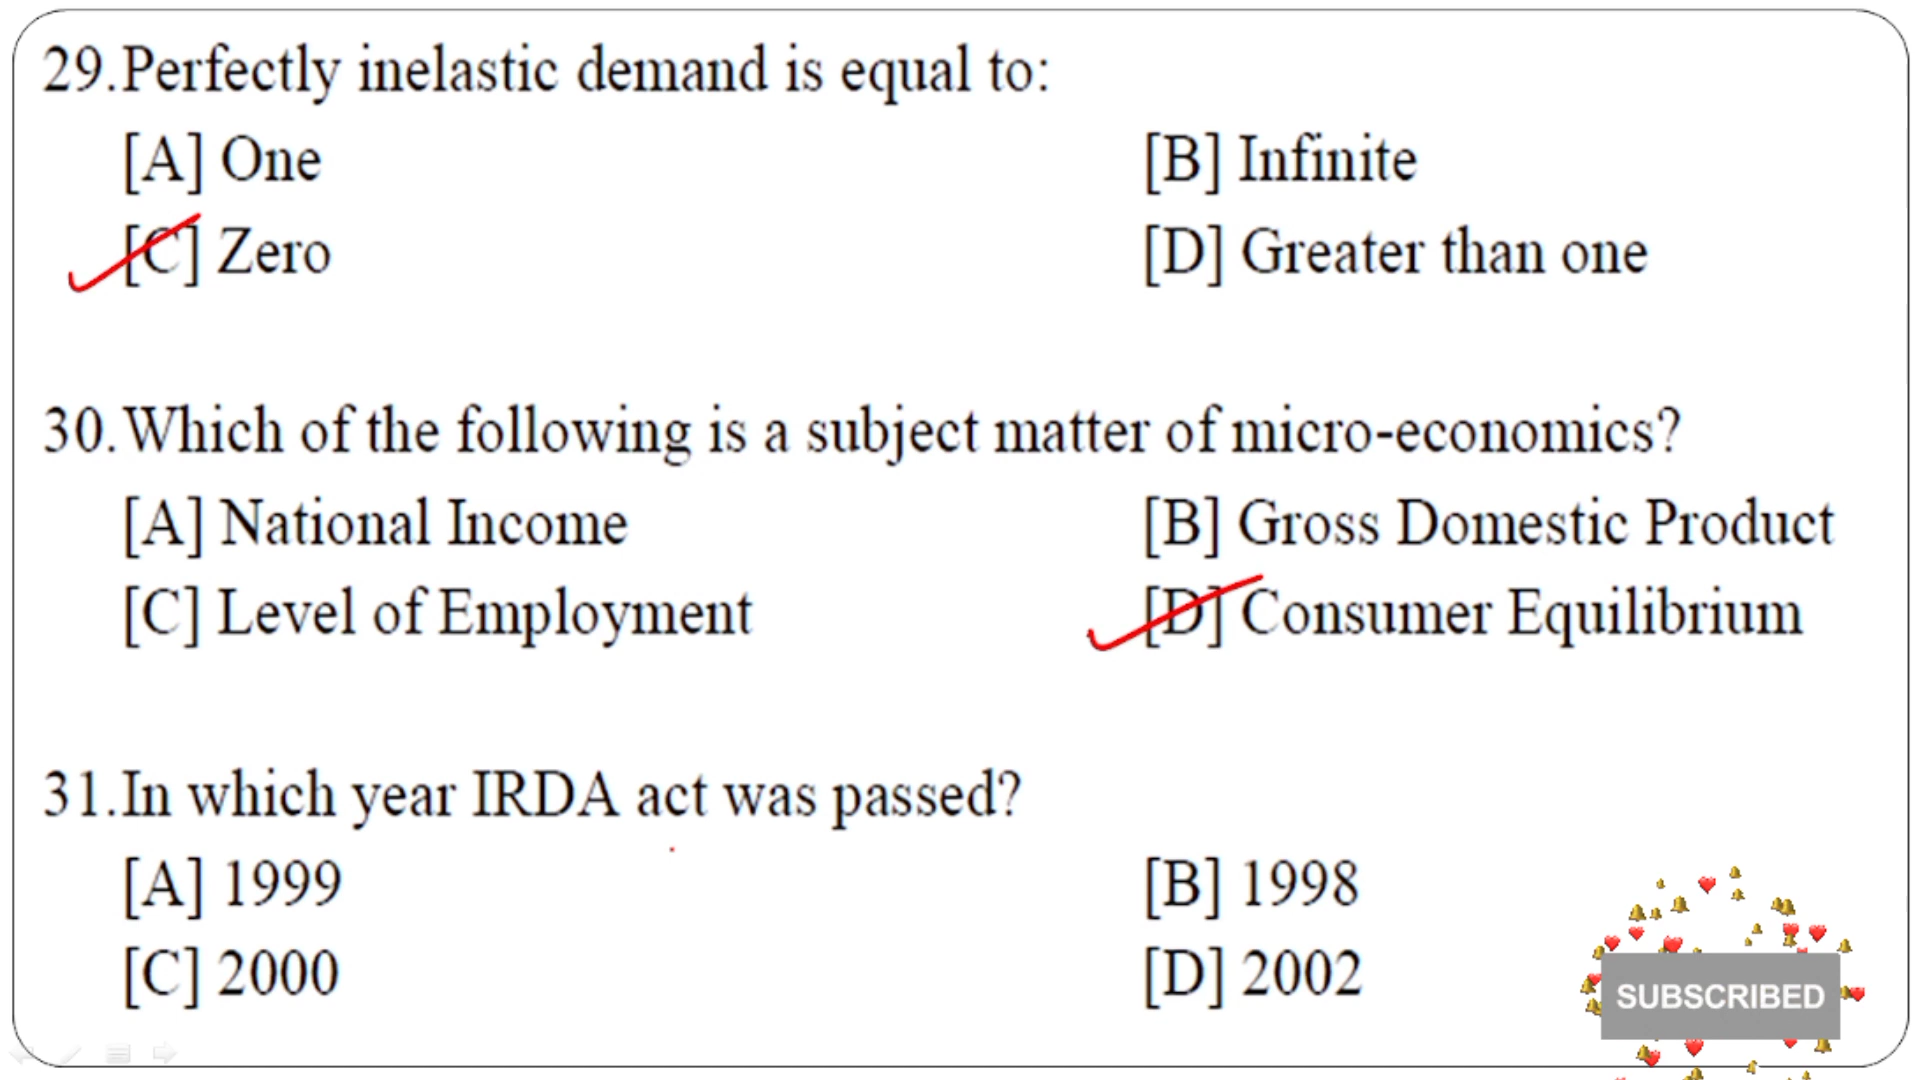 29.Perfectly inelastic demand is equal to:
[A] One [B] Infinite
[C] Zero [D] Greater than one
30.Which of the following is a subject matter of micro-economics?
[A] National Income [B] Gross Domestic Product
[C] Level of Employment [D] Consumer Equilibrium
31.In which year IRDA act was passed?
[A] 1999 [B] 1998
[C] 2000 [D] 2002
SUBSCRIBED